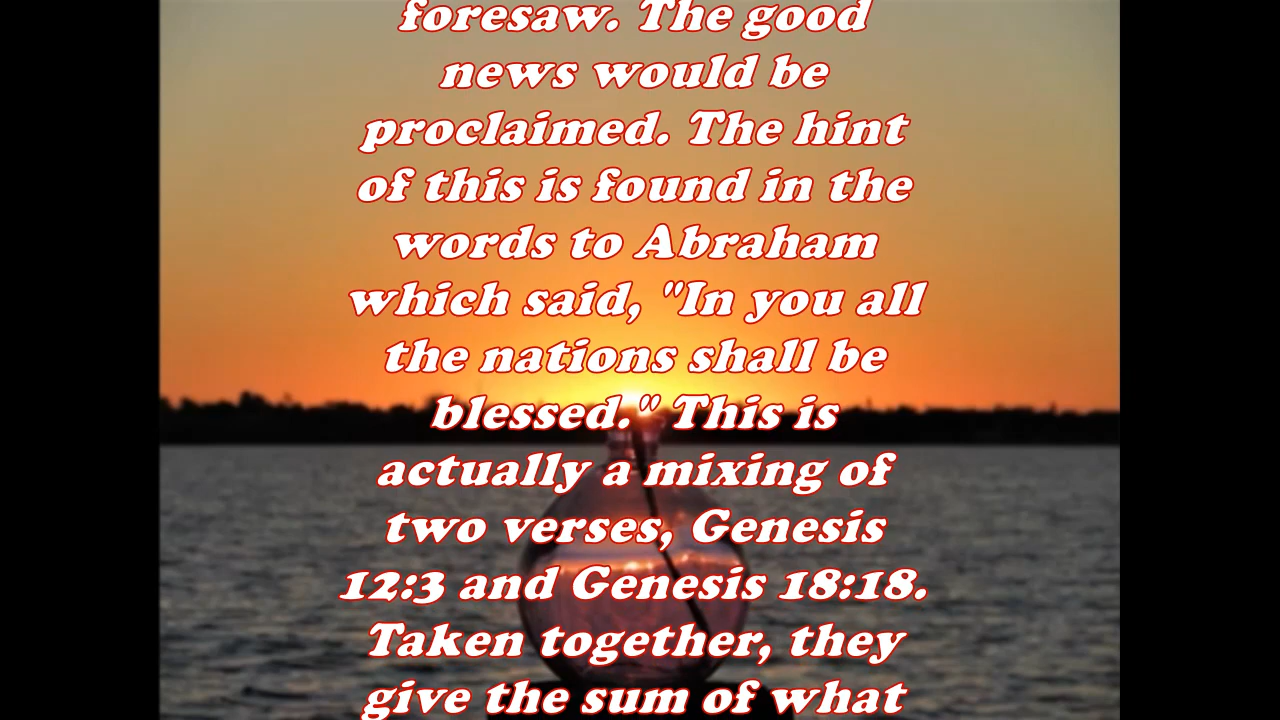 foresaw. The good
news would be
proclaimed. The hint
of this is found in the
words to Abraham
which said, "In you all
the nations shall be
blessed." This is
actually a mixing of
two verses, Genesis
12:3 and Genesis 18:18.
Taken together, they
give the sum of what